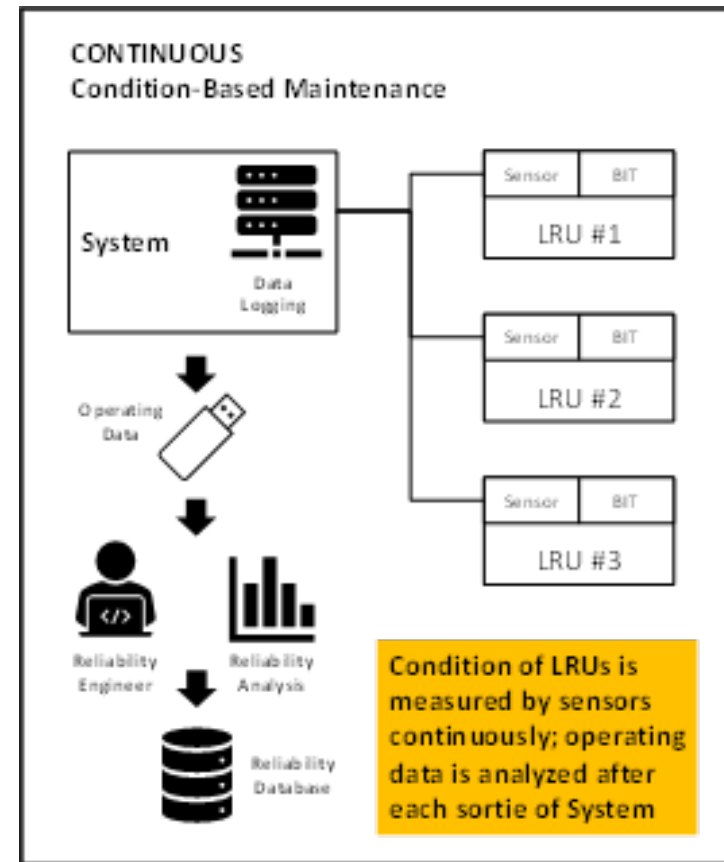 CONTINUOUS
Condition-Based Maintenance
System
Data
Logging
Sensor
BIT
LRU #1
Sensor
BIT
LRU #2
Sensor
BIT
LRU #3
Operating
Data
</>
Reliability
Engineer
Reliability
Analysis
Reliability
Database
Condition of LRUs is
measured by sensors
continuously; operating
data is analyzed after
each sortie of System